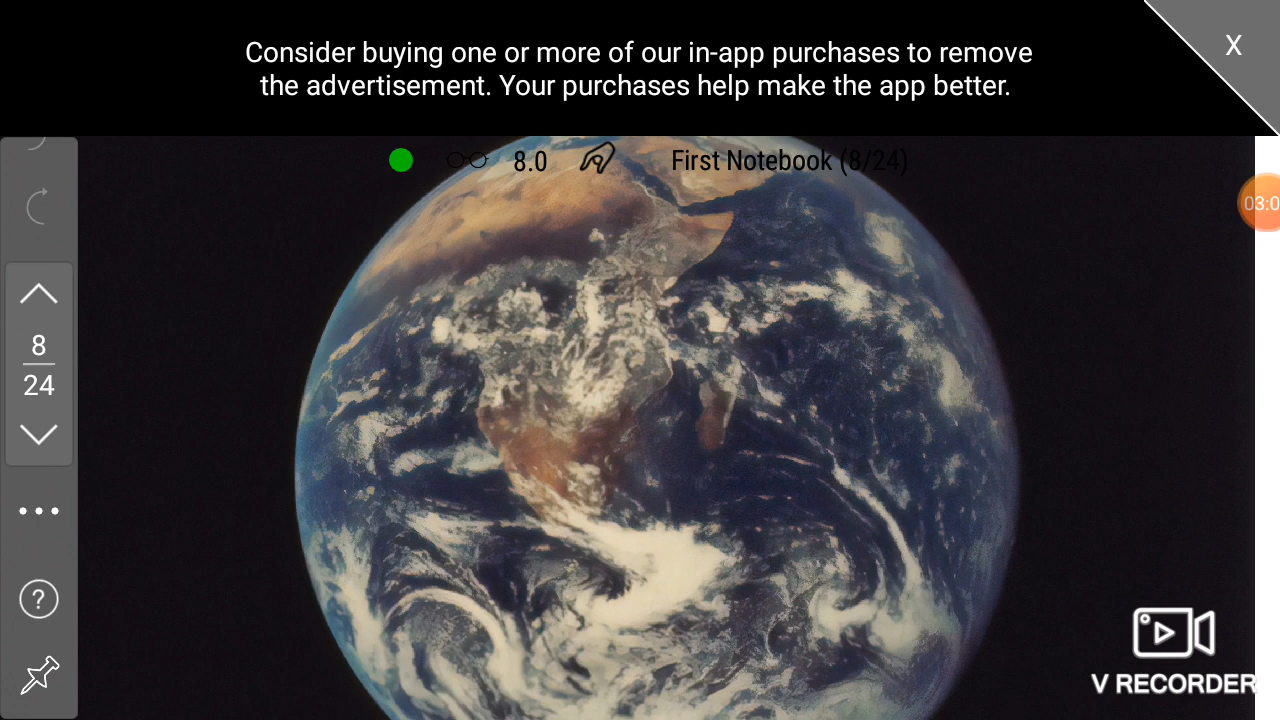 Consider buying one or more of our in-app purchases to remove
the advertisement. Your purchases help make the app better.
X
8.0 First Notebook (8/24)
03:0
8
24
?
V RECORDER